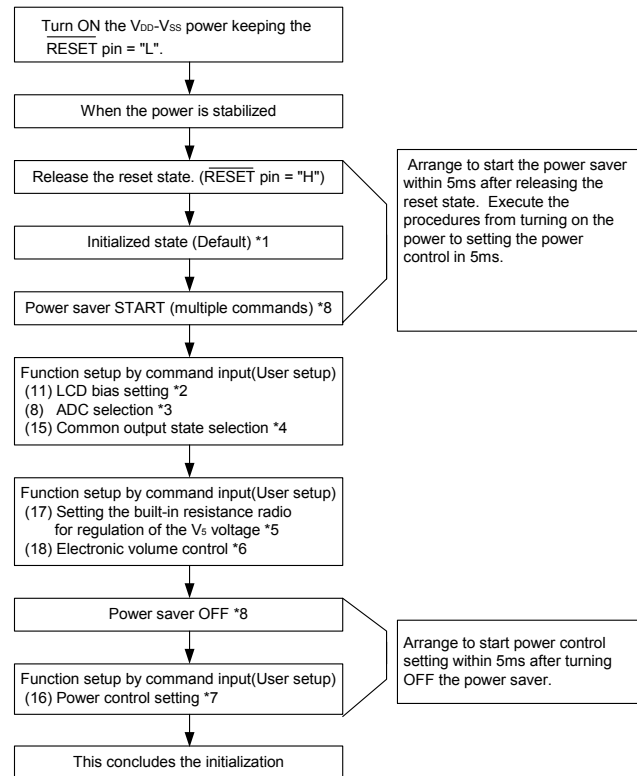 Turn ON the VDD-VSS power keeping the
RESET pin = "L".
When the power is stabilized
Release the reset state. (RESET pin = "H")
Initialized state (Default) *1
Power saver START (multiple commands) *8
Arrange to start the power saver
within 5ms after releasing the
reset state. Execute the
procedures from turning on the
power to setting the power
control in 5ms.
Function setup by command input(User setup)
(11) LCD bias setting *2
(8) ADC selection *3
(15) Common output state selection *4
Function setup by command input(User setup)
(17) Setting the built-in resistance radio
for regulation of the V5 voltage *5
(18) Electronic volume control *6
Power saver OFF *8
Function setup by command input(User setup)
(16) Power control setting *7
Arrange to start power control
setting within 5ms after turning
OFF the power saver.
This concludes the initialization